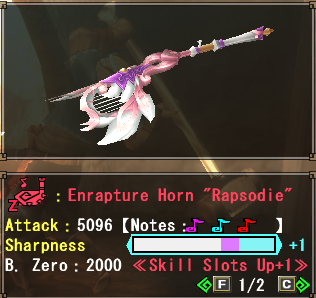 Z : Enrapture Horn "Rapsodie"
Attack：5096【Notes： 】
Sharpness +1
B. Zero：2000 ≪Skill Slots Up+1≫
F 1/2 C